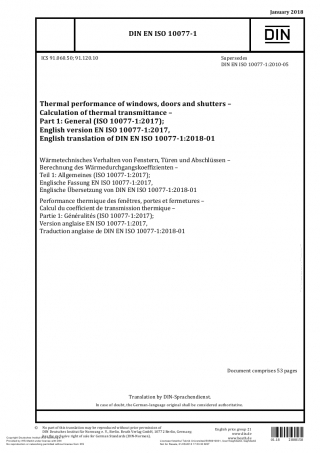 January 2018
DIN EN ISO 10077-1
DIN
ICS 91.060.50; 91.120.10
Supersedes
DIN EN ISO 10077-1:2010-05
Thermal performance of windows, doors and shutters –
Calculation of thermal transmittance –
Part 1: General (ISO 10077-1:2017);
English version EN ISO 10077-1:2017,
English translation of DIN EN ISO 10077-1:2018-01
Wärmetechnisches Verhalten von Fenstern, Türen und Abschlüssen –
Berechnung des Wärmedurchgangskoeffizienten –
Teil 1: Allgemeines (ISO 10077-1:2017);
Englische Fassung EN ISO 10077-1:2017,
Englische Übersetzung von DIN EN ISO 10077-1:2018-01
Performance thermique des fenêtres, portes et fermetures –
Calcul du coefficient de transmission thermique –
Partie 1: Généralités (ISO 10077-1:2017);
Version anglaise EN ISO 10077-1:2017,
Traduction anglaise de DIN EN ISO 10077-1:2018-01
Document comprises 53 pages
Translation by DIN-Sprachendienst.
In case of doubt, the German-language original shall be considered authoritative.
No part of this translation may be reproduced without prior permission of
DIN Deutsches Institut für Normung e. V., Berlin. Beuth Verlag GmbH, 10772 Berlin, Germany,
has the exclusive right of sale for German Standards (DIN-Normen).
English price group 21
www.din.de
www.beuth.de